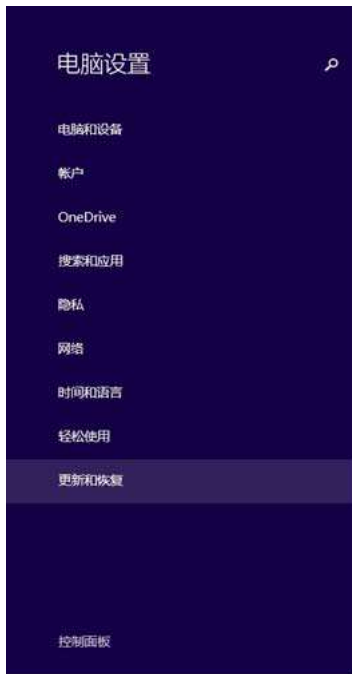 电脑设置
电脑和设备
帐户
OneDrive
搜索和应用
隐私
网络
时间和语言
轻松使用
更新和恢复
控制面板